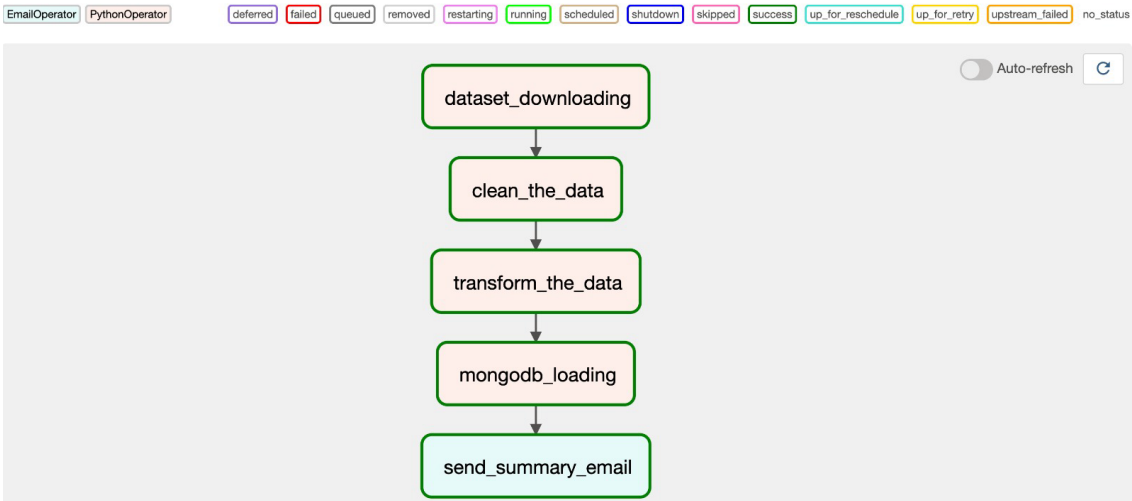 EmailOperator PythonOperator deferred failed queued removed restarting running scheduled shutdown skipped success up_for_reschedule up_for_retry upstream_failed no_status
Auto-refresh
dataset_downloading
clean_the_data
transform_the_data
mongodb_loading
send_summary_email